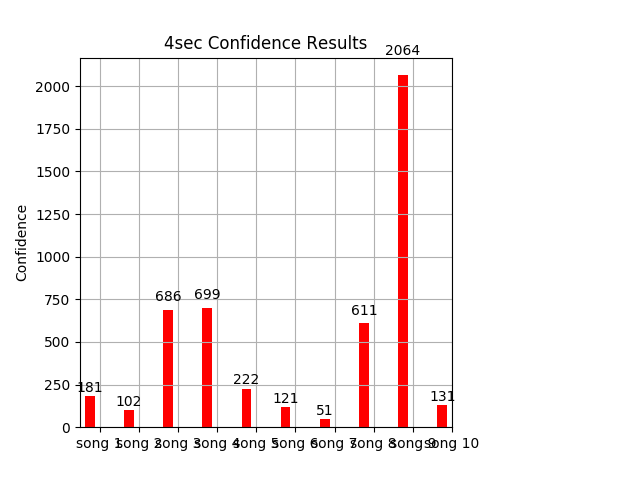 4sec Confidence Results
2064
2000
1750
1500
1250
1000
750
500
250
0
Confidence
181
102
686
699
222
121
51
611
131
song 1
song 2
song 3
song 4
song 5
song 6
song 7
song 8
song 9
song 10